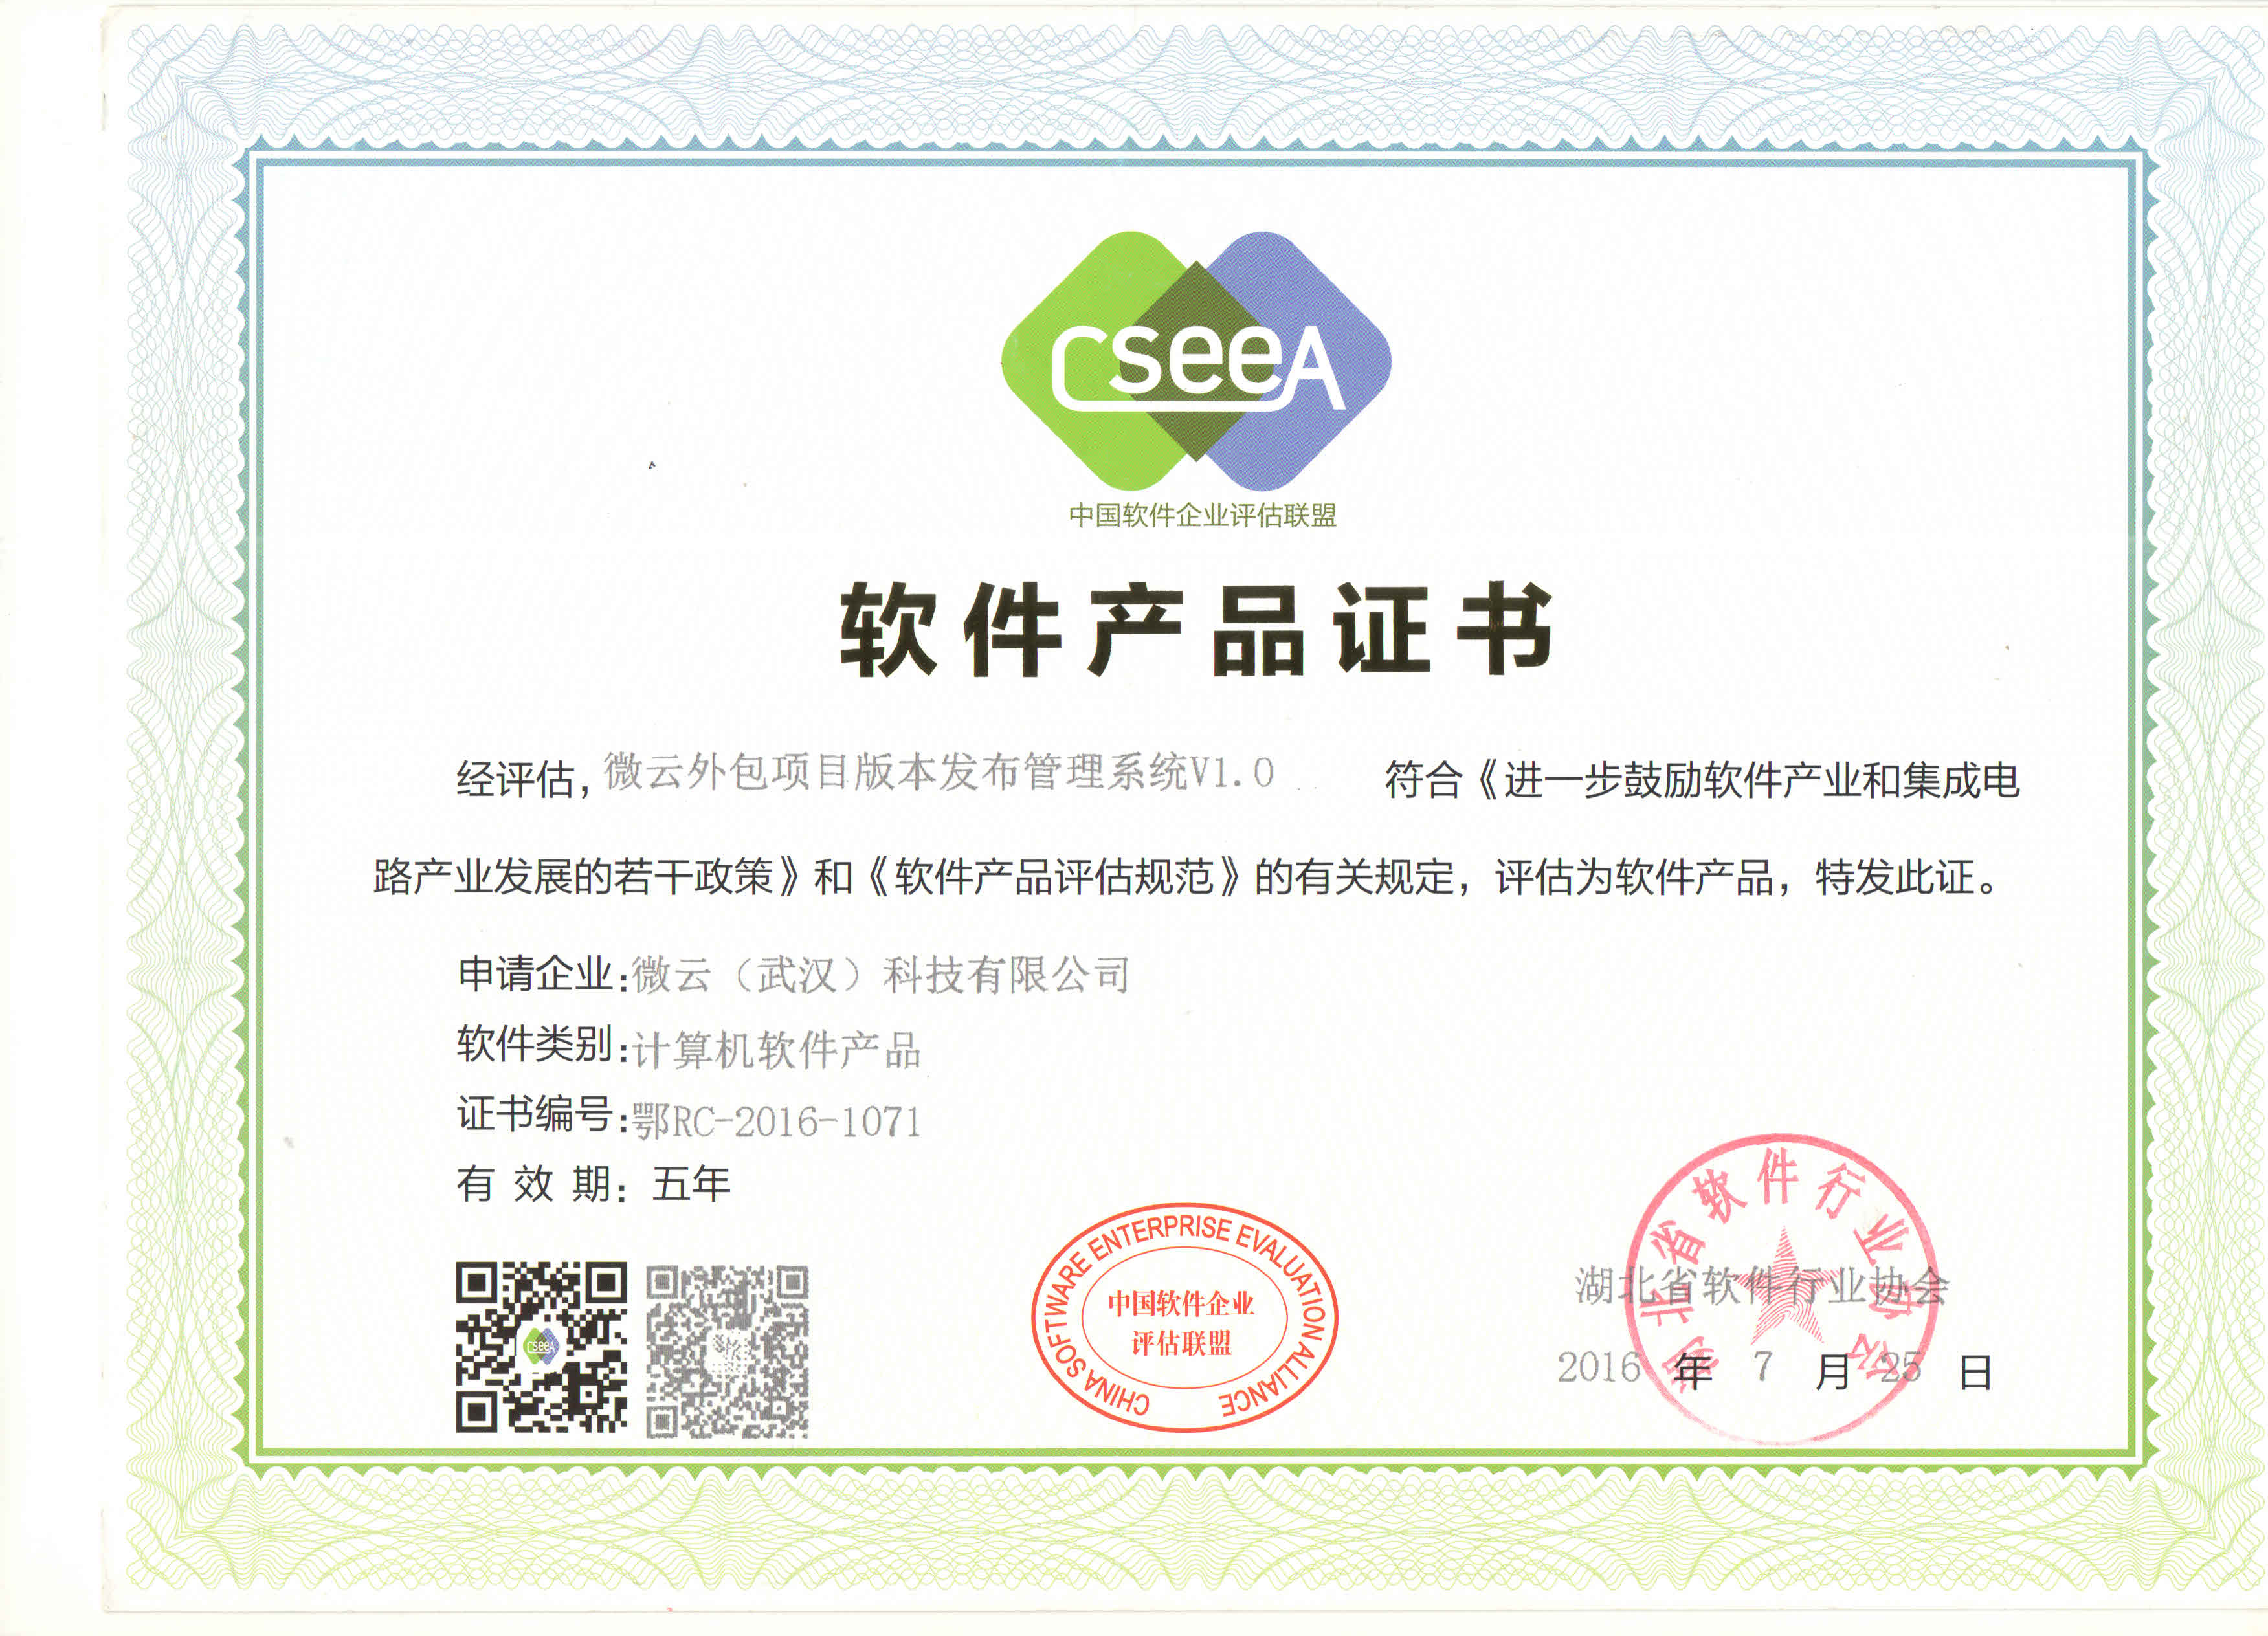 CSEEA
中国软件企业评估联盟
软件产品证书
经评估，微云外包项目版本发布管理系统V1.0 符合《进一步鼓励软件产业和集成电
路产业发展的若干政策》和《软件产品评估规范》的有关规定，评估为软件产品，特发此证。
申请企业：微云（武汉）科技有限公司
软件类别：计算机软件产品
证书编号：鄂RC-2016-1071
有 效 期：五年
CSEEA
CHINA SOFTWARE ENTERPRISE EVALUATION ALLIANCE
中国软件企业
评估联盟
湖北省软件行业协会
湖北省软件行业协会
2016 年 7 月 25 日